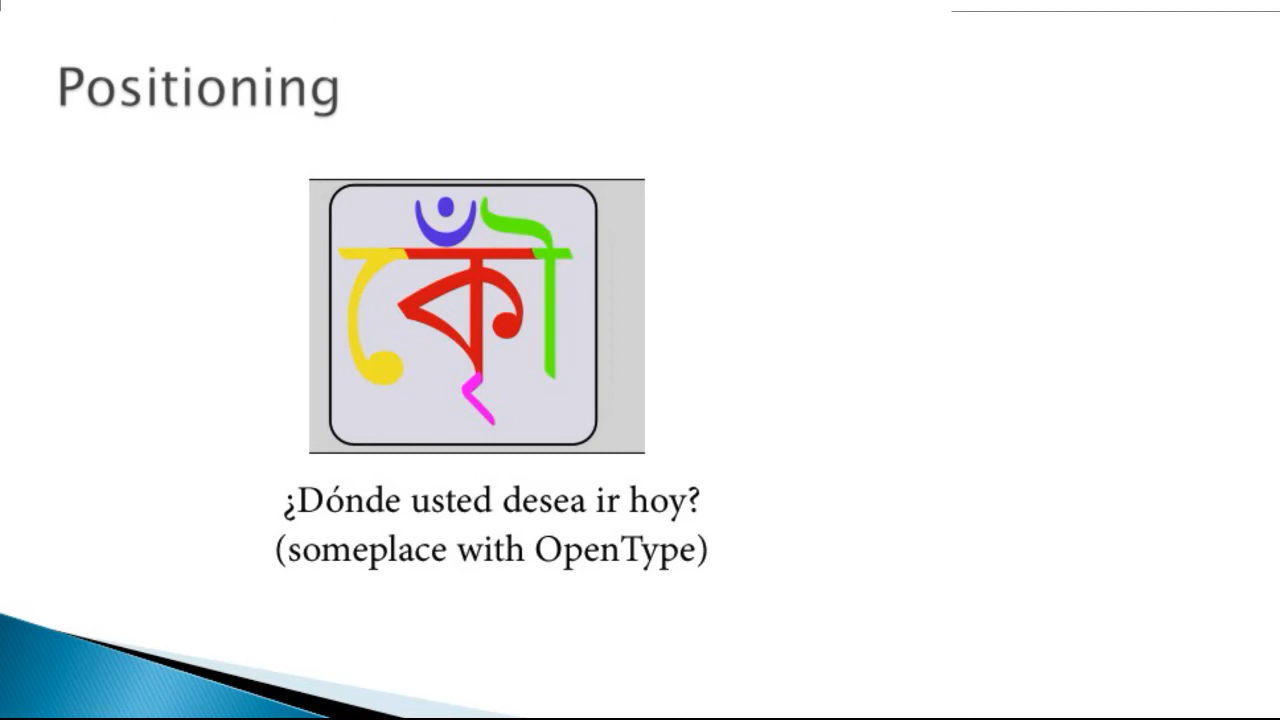 Positioning
কৃৌঁ
¿Dónde usted desea ir hoy?
(someplace with OpenType)